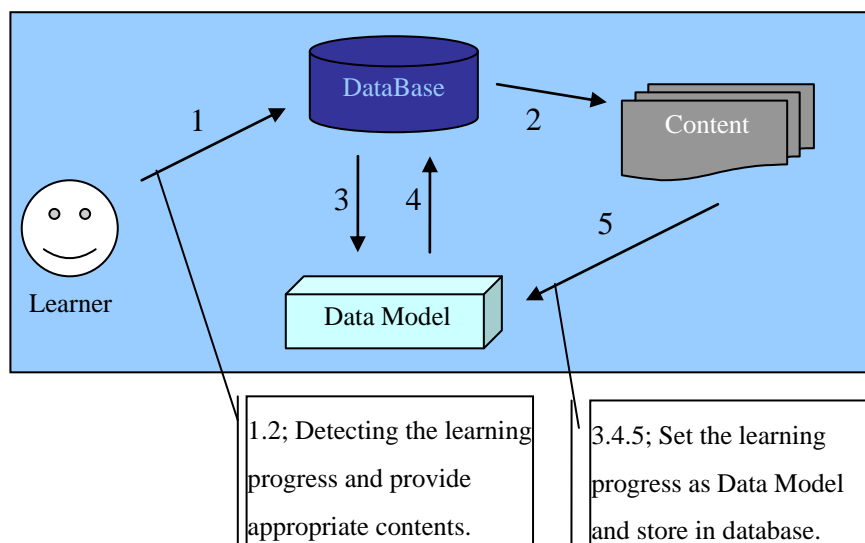 DataBase
1
2
Content
3
4
5
Learner
Data Model
1.2; Detecting the learning
progress and provide
appropriate contents.
3.4.5; Set the learning
progress as Data Model
and store in database.